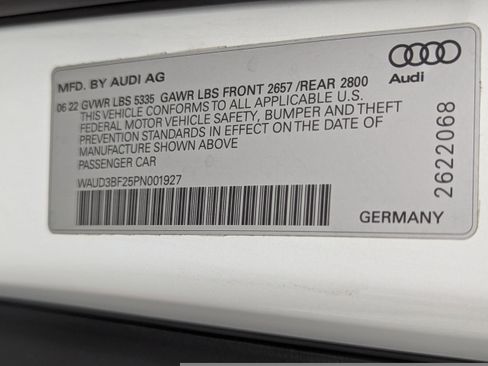 MFD. BY AUDI AG
06 22 GVWR LBS 5335 GAWR LBS FRONT 2657 /REAR 2800
THIS VEHICLE CONFORMS TO ALL APPLICABLE U.S.
FEDERAL MOTOR VEHICLE SAFETY, BUMPER AND THEFT
PREVENTION STANDARDS IN EFFECT ON THE DATE OF
MANUFACTURE SHOWN ABOVE
PASSENGER CAR
WAUD3BF25PN001927
Audi
2622068
GERMANY